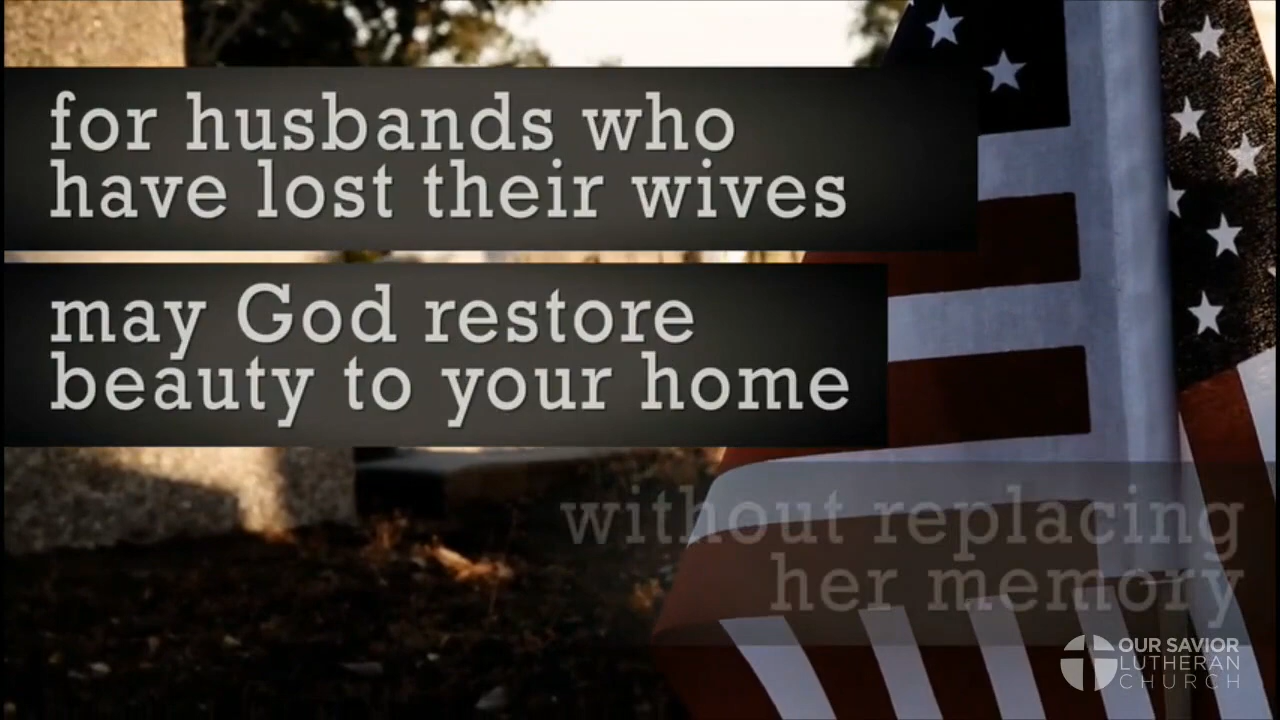 for husbands who
have lost their wives
may God restore
beauty to your home
without replacing
her memory
OUR SAVIOR
LUTHERAN
CHURCH